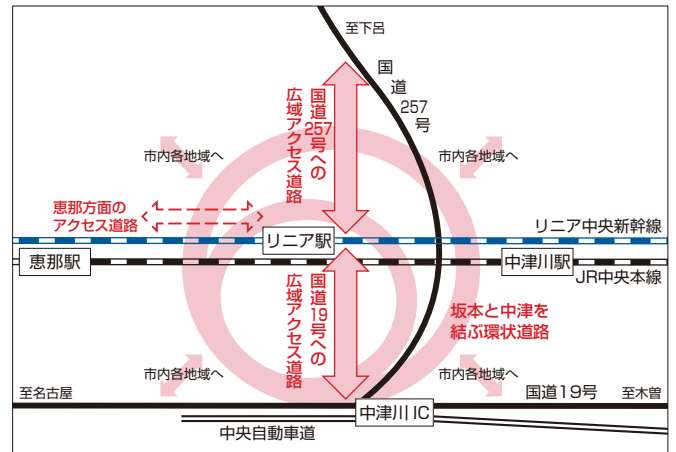 至下呂
国道257号
国道257号への
広域アクセス道路
市内各地域へ
市内各地域へ
恵那方面の
アクセス道路
リニア中央新幹線
リニア駅
恵那駅
中津川駅
JR中央本線
国道19号への
広域アクセス道路
坂本と中津を
結ぶ環状道路
市内各地域へ
市内各地域へ
至名古屋
国道19号
至木曽
中津川IC
中央自動車道